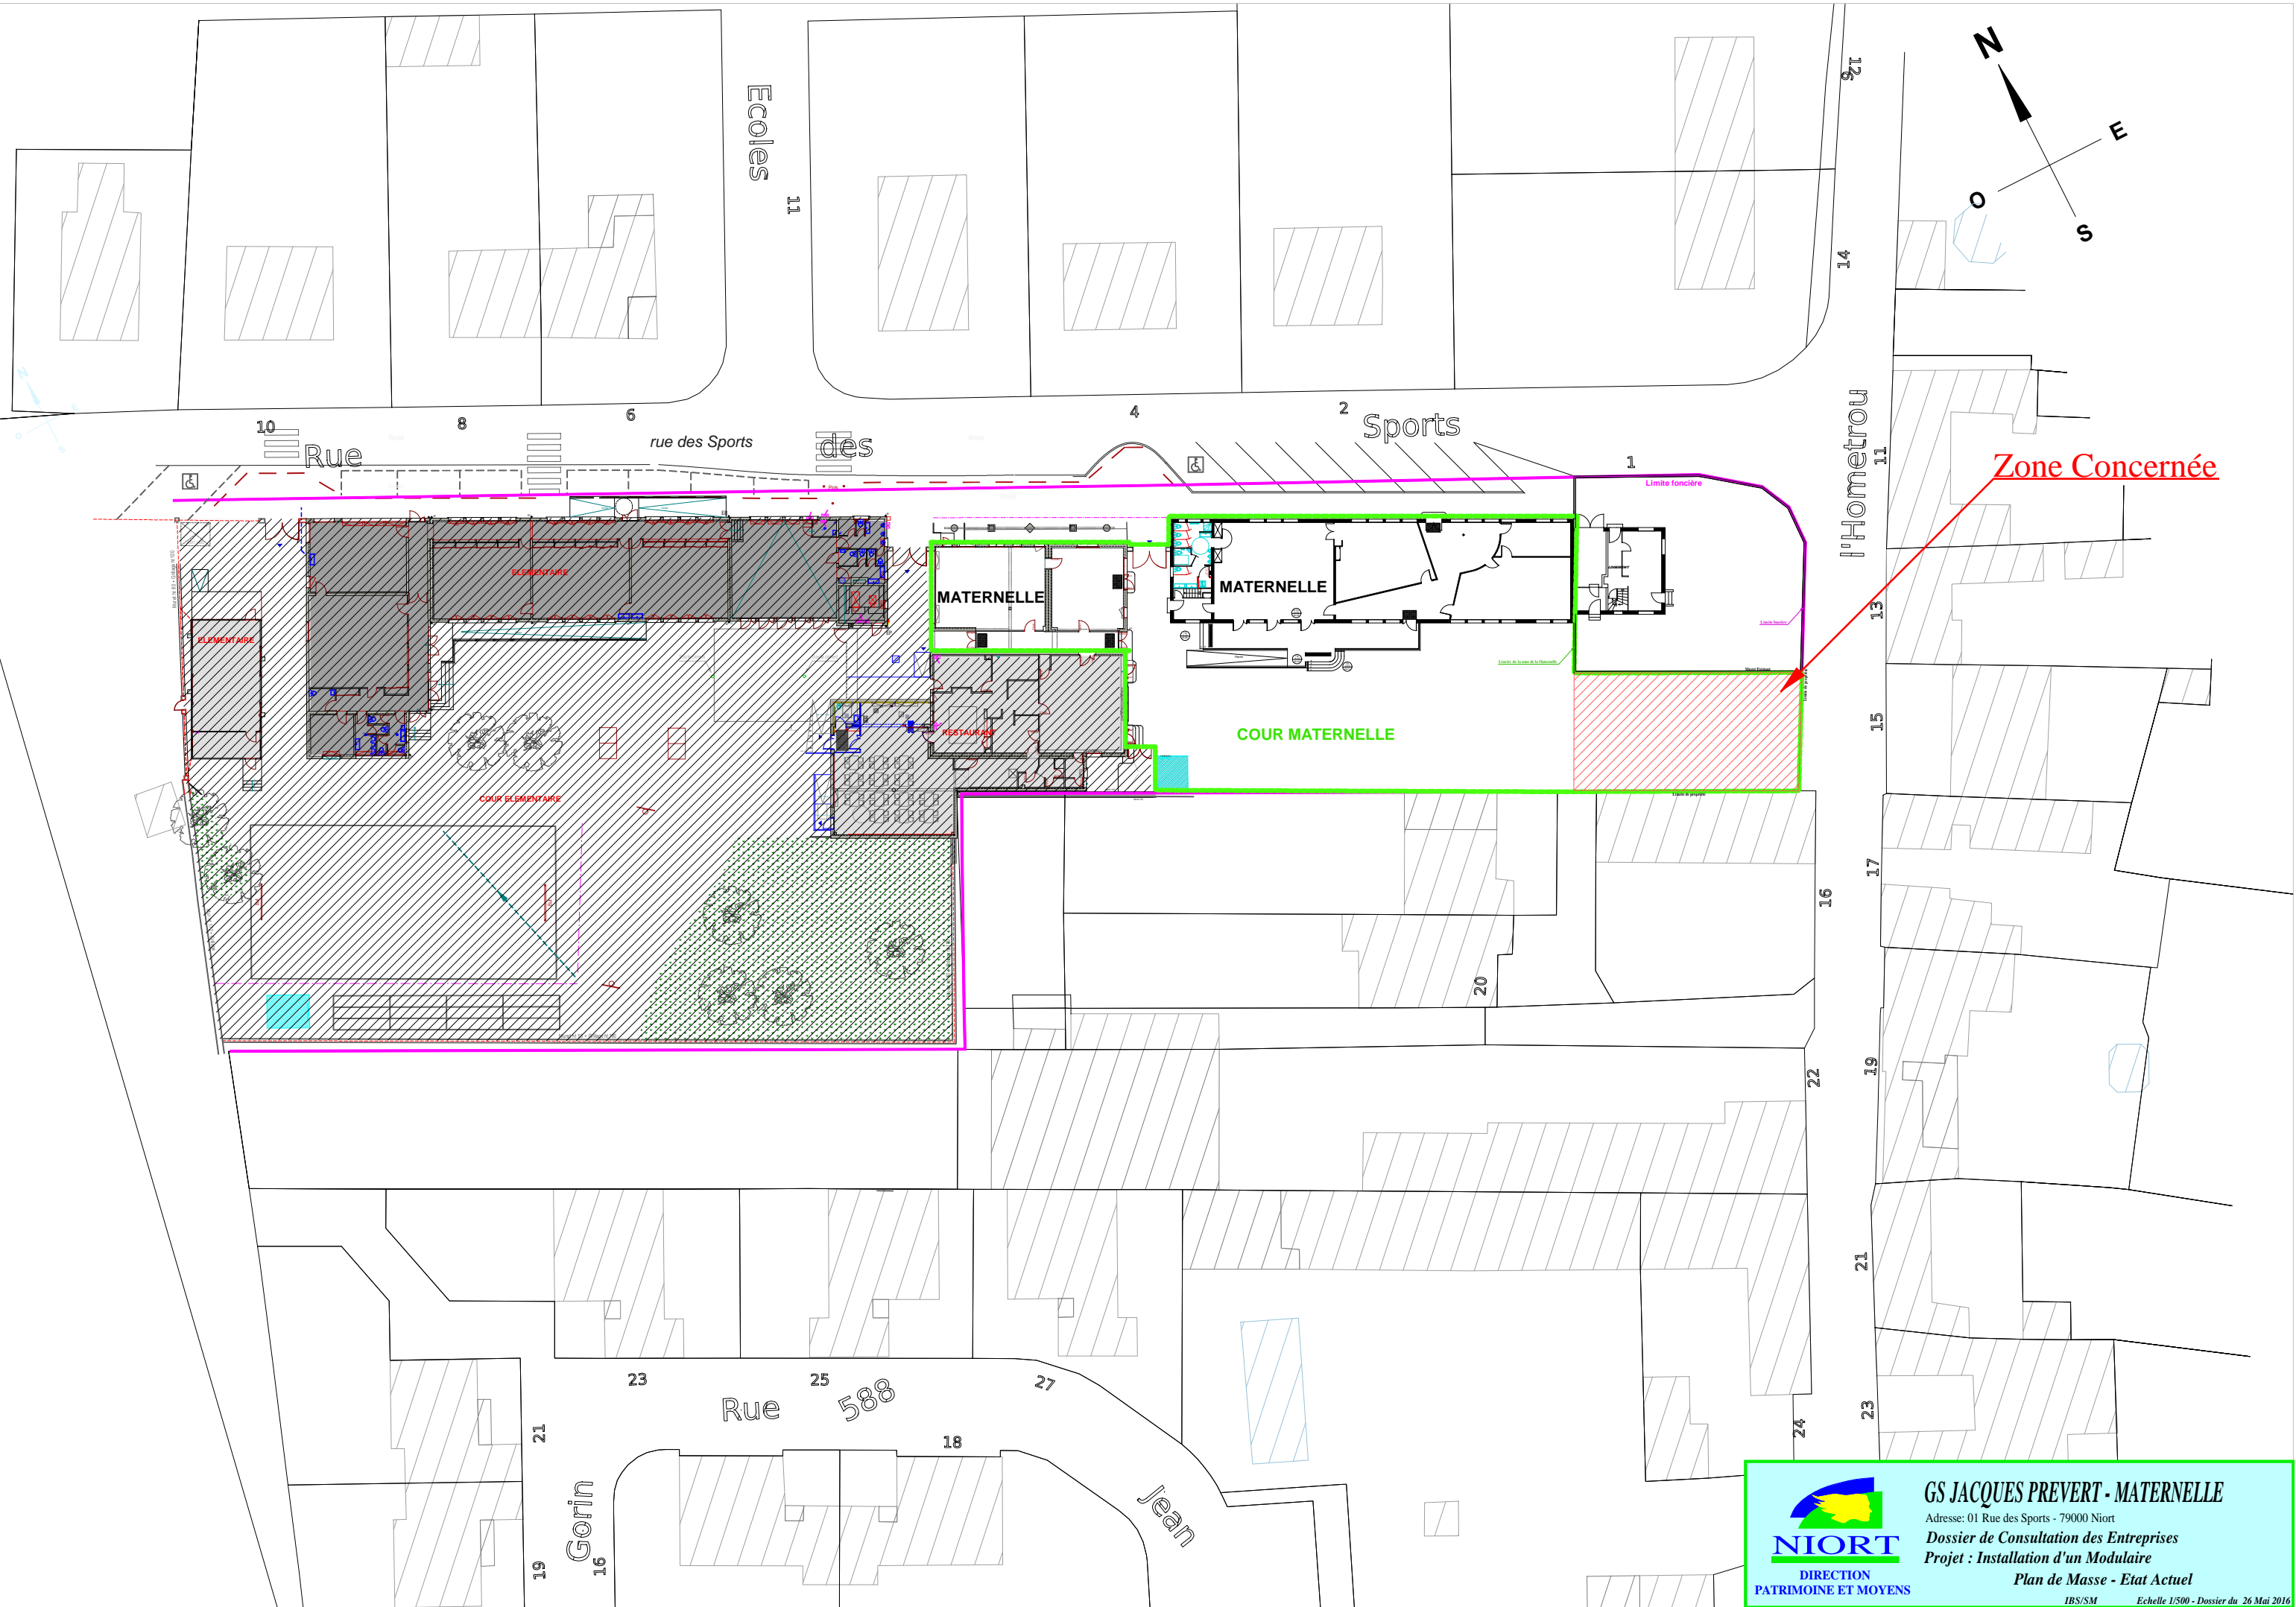 N
E
O
S
12
9
Ecoles
11
14
10
8
6
4
2
Rue
rue des Sports
des
Sports
1
l'Hometrou
11
Zone Concernée
Limite foncière
ELEMENTAIRE
MATERNELLE
MATERNELLE
LOGEMENT
13
ELEMENTAIRE
RESTAURANT
COUR MATERNELLE
15
COUR ELEMENTAIRE
17
16
20
19
22
21
23
25
27
Rue
588
18
21
23
24
Gorin
Jean
19
16
NIORT
DIRECTION
PATRIMOINE ET MOYENS
GS JACQUES PREVERT - MATERNELLE
Adresse: 01 Rue des Sports - 79000 Niort
Dossier de Consultation des Entreprises
Projet : Installation d'un Modulaire
Plan de Masse - Etat Actuel
IBS/SM
Echelle 1/500 - Dossier du 26 Mai 2016